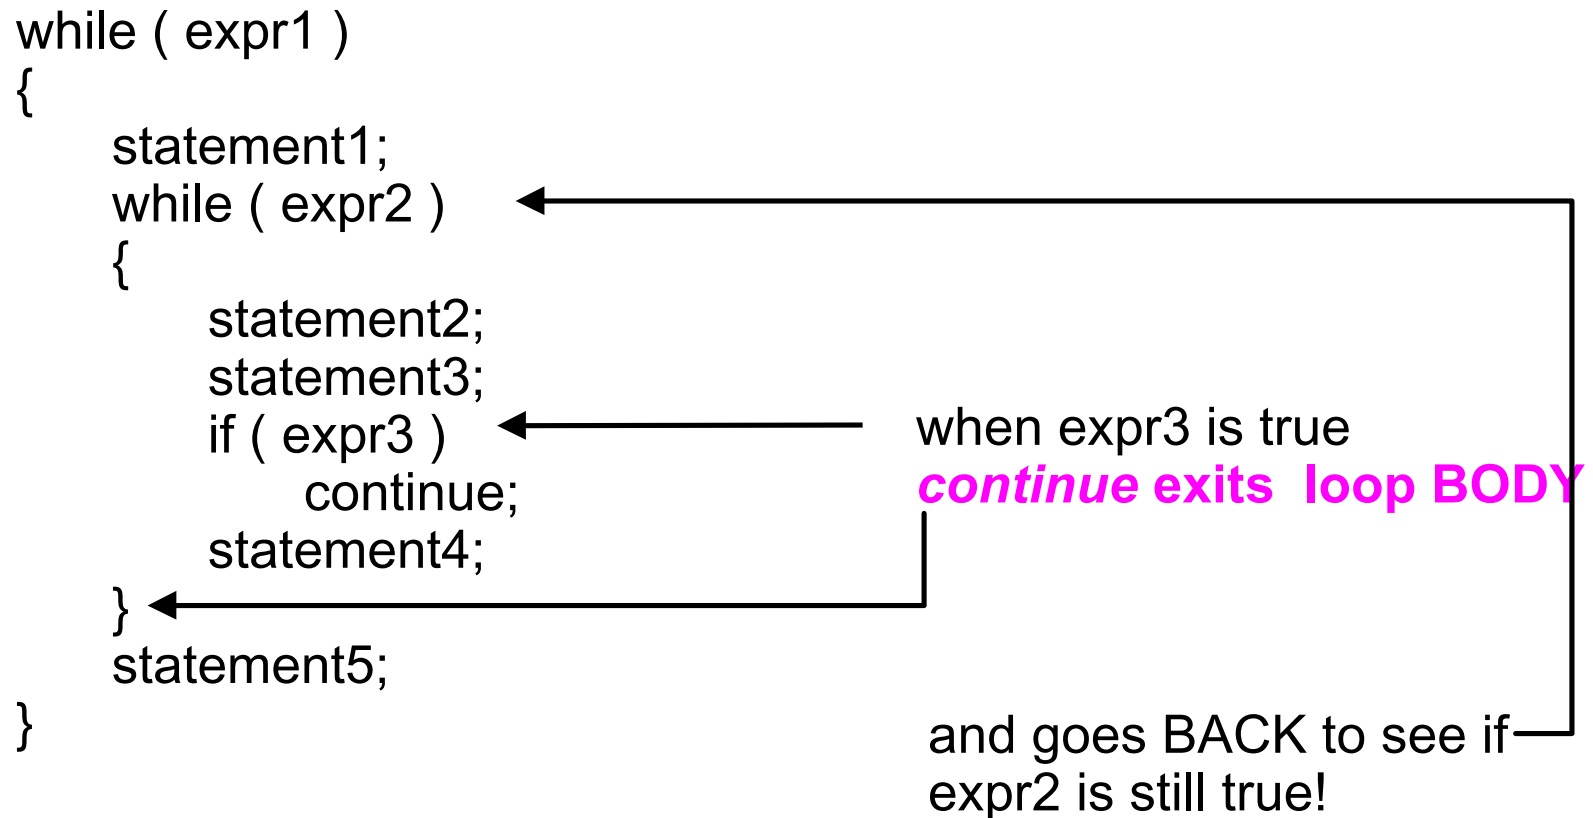 while ( expr1 )
{
statement1;
while ( expr2 )
{
statement2;
statement3;
if ( expr3 )
continue;
statement4;
}
statement5;
}
when expr3 is true
continue exits loop BODY
and goes BACK to see if
expr2 is still true!